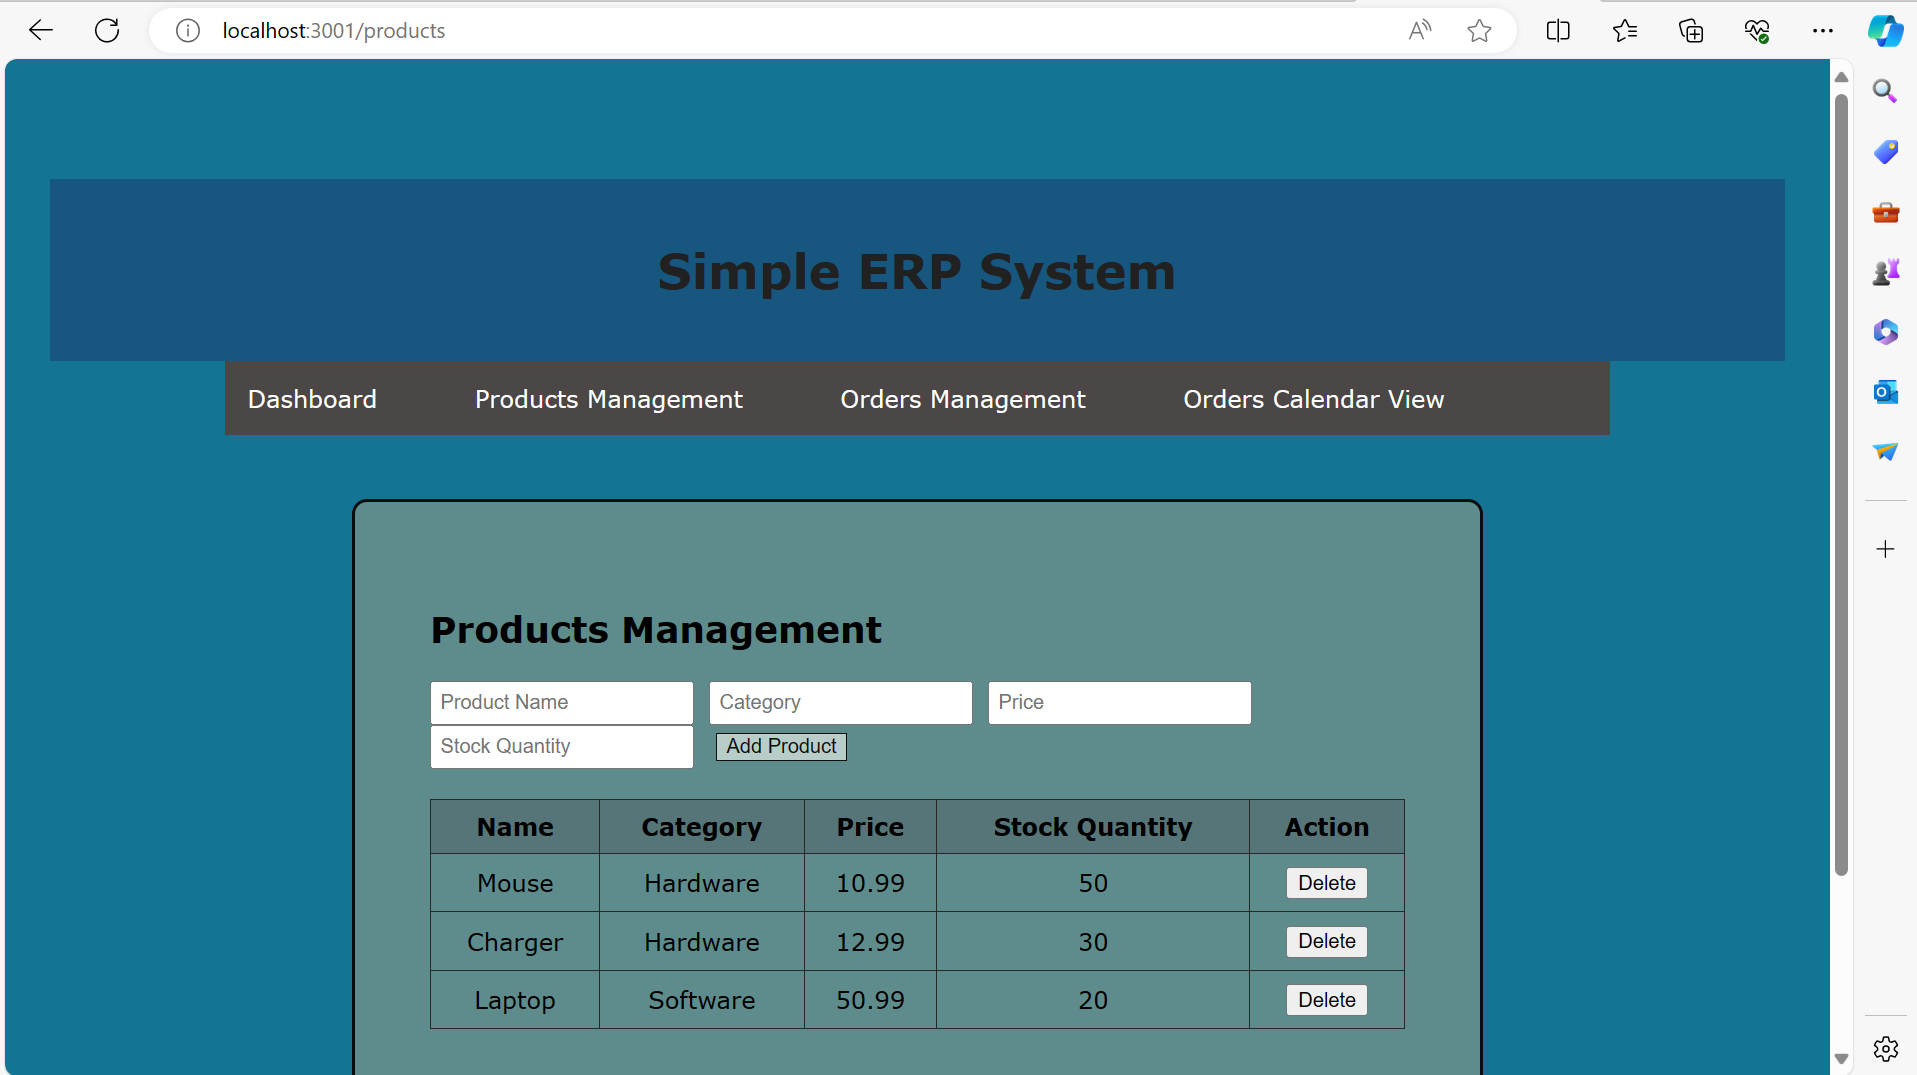 localhost:3001/products
Simple ERP System
Dashboard Products Management Orders Management Orders Calendar View
Products Management
Product Name Category Price
Stock Quantity Add Product
Name Category Price Stock Quantity Action
Mouse Hardware 10.99 50 Delete
Charger Hardware 12.99 30 Delete
Laptop Software 50.99 20 Delete